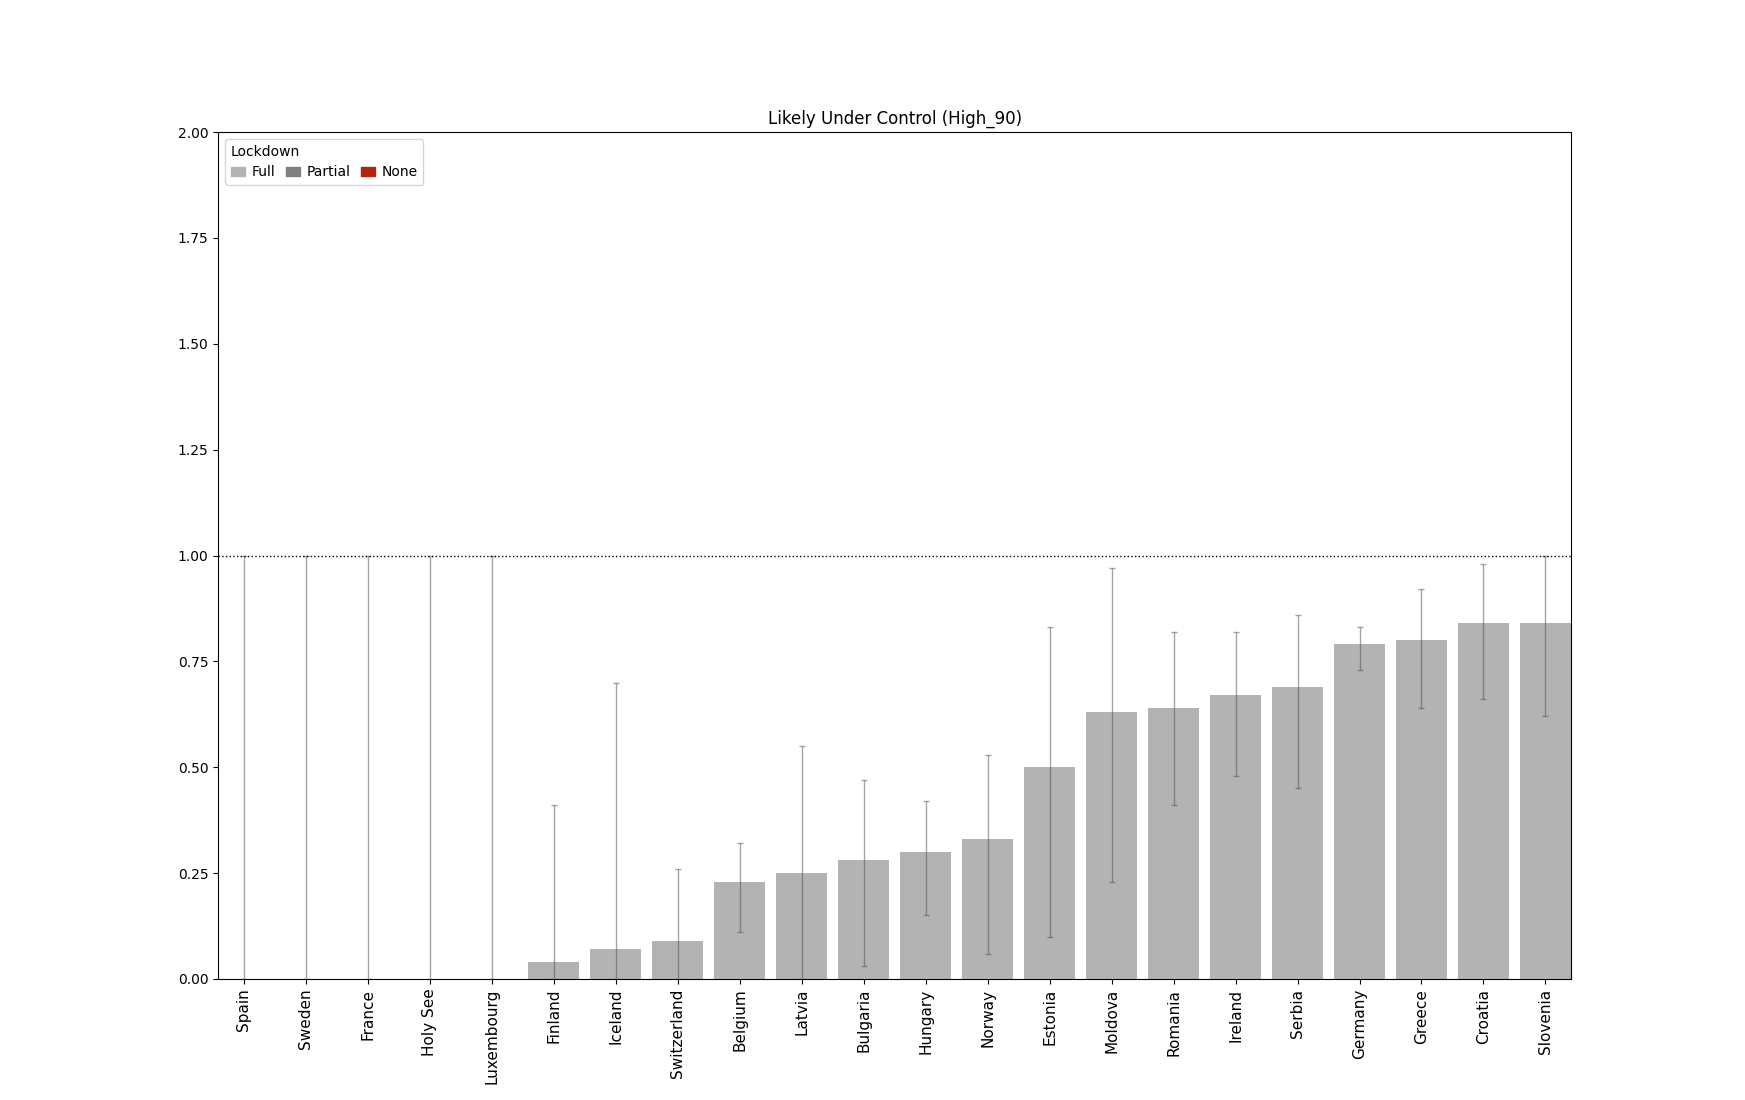 Likely Under Control (High_90)
Lockdown
Full Partial None
2.00
1.75
1.50
1.25
1.00
0.75
0.50
0.25
0.00
Spain
Sweden
France
Holy See
Luxembourg
Finland
Iceland
Switzerland
Belgium
Latvia
Bulgaria
Hungary
Norway
Estonia
Moldova
Romania
Ireland
Serbia
Germany
Greece
Croatia
Slovenia